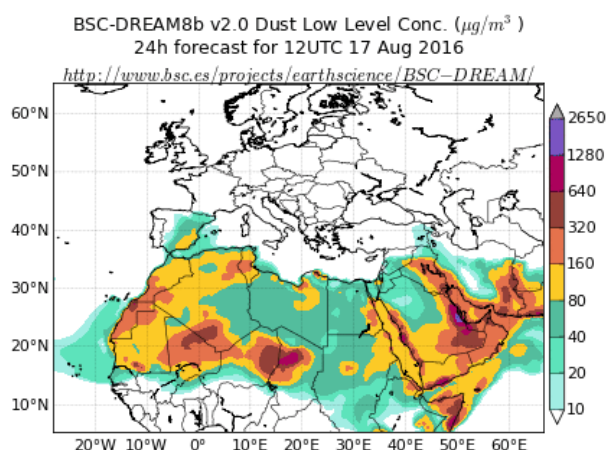 BSC-DREAM8b v2.0 Dust Low Level Conc. (μg/m³ )
24h forecast for 12UTC 17 Aug 2016
http://www.bsc.es/projects/earthscience/BSC−DREAM/
60°N
50°N
40°N
30°N
20°N
10°N
20°W 10°W 0° 10°E 20°E 30°E 40°E 50°E 60°E
2650
1280
640
320
160
80
40
20
10